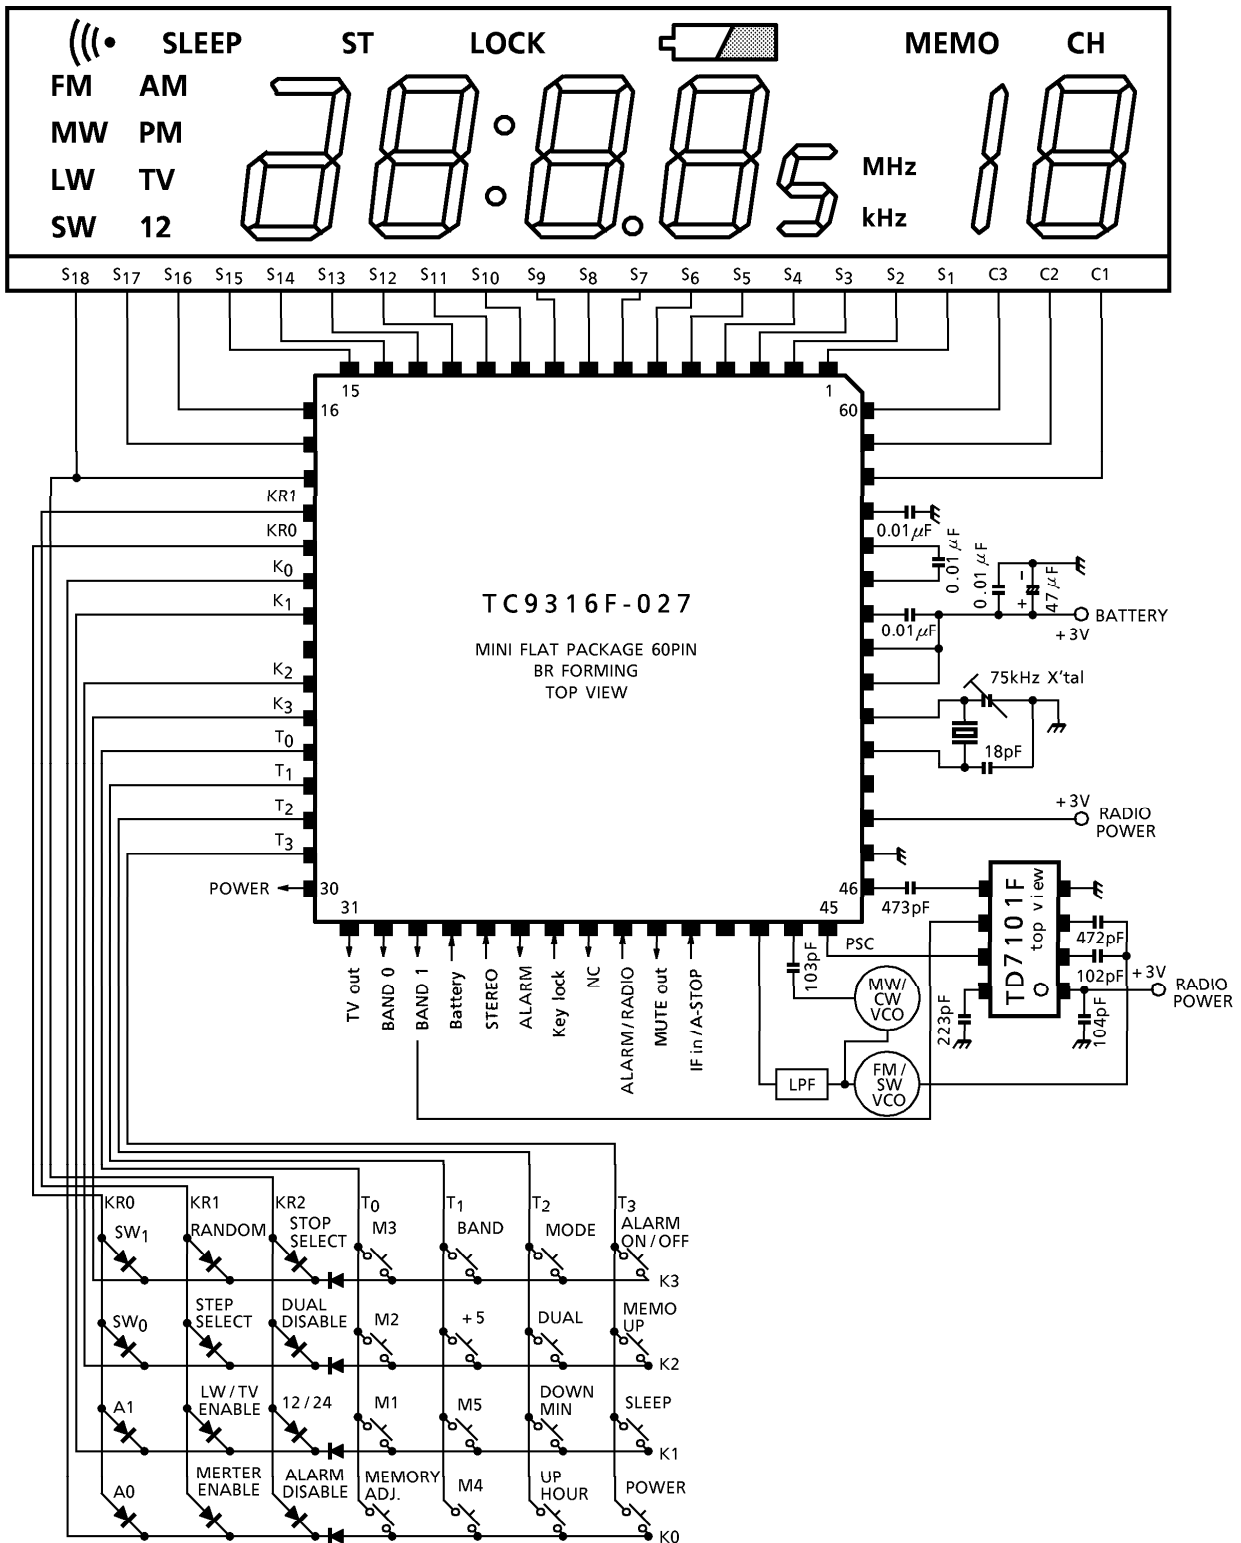 SLEEP ST LOCK MEMO CH
FM AM
MW PM
LW TV
SW 12
28:8.85 18
MHz
kHz
S18 S17 S16 S15 S14 S13 S12 S11 S10 S9 S8 S7 S6 S5 S4 S3 S2 S1 C3 C2 C1
15 1
16 60
KR1
KR0
K0
K1
K2
K3
T0
T1
T2
T3
POWER
30
31
46
45
TC9316F-027
MINI FLAT PACKAGE 60PIN
BR FORMING
TOP VIEW
0.01μF
0.01μF
0.01μF
0.01μF
- +
47μF
BATTERY
+3V
75kHz X'tal
18pF
+3V
RADIO
POWER
473pF
PSC
103pF
TD7101F
top view
472pF
102pF
+3V
RADIO
POWER
223pF
104pF
MW/
CW
VCO
LPF
FM/
SW
VCO
TV out
BAND 0
BAND 1
Battery
STEREO
ALARM
Key lock
NC
ALARM/RADIO
MUTE out
IF in/A-STOP
KR0 KR1 KR2 T0 T1 T2 T3
SW1 RANDOM STOP SELECT M3 BAND MODE ALARM ON/OFF
K3
SW0 STEP SELECT DUAL DISABLE M2 +5 DUAL MEMO UP
K2
A1 LW/TV ENABLE 12/24 M1 M5 DOWN MIN SLEEP
K1
A0 MERTER ENABLE ALARM DISABLE MEMORY ADJ. M4 UP HOUR POWER
K0